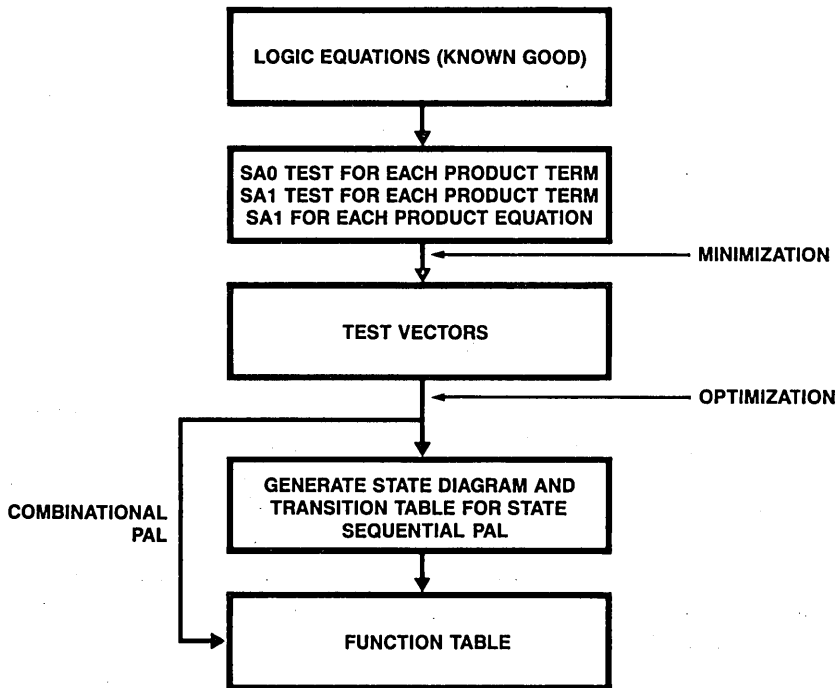 LOGIC EQUATIONS (KNOWN GOOD)
SA0 TEST FOR EACH PRODUCT TERM
SA1 TEST FOR EACH PRODUCT TERM
SA1 FOR EACH PRODUCT EQUATION
MINIMIZATION
TEST VECTORS
OPTIMIZATION
COMBINATIONAL
PAL
GENERATE STATE DIAGRAM AND
TRANSITION TABLE FOR STATE
SEQUENTIAL PAL
FUNCTION TABLE